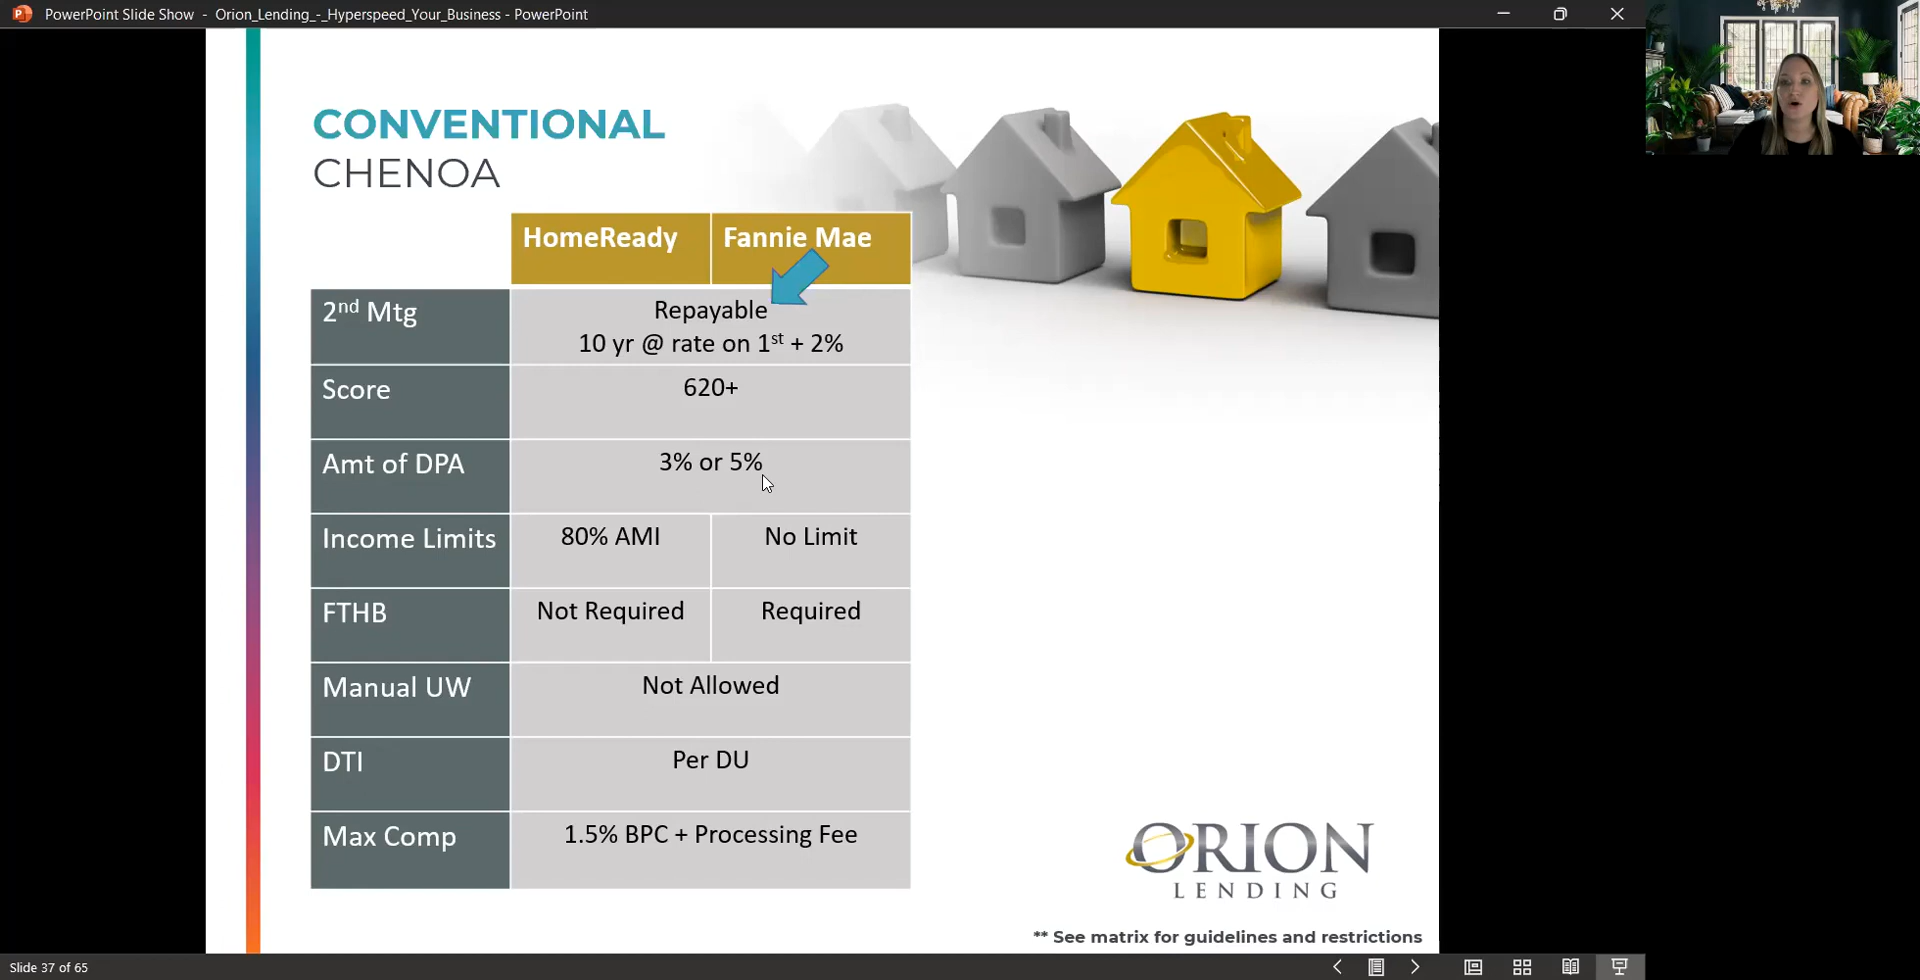 PowerPoint Slide Show - Orion_Lending_-_Hyperspeed_Your_Business - PowerPoint
CONVENTIONAL
CHENOA
HomeReady Fannie Mae
2nd Mtg Repayable
10 yr @ rate on 1st + 2%
Score 620+
Amt of DPA 3% or 5%
Income Limits 80% AMI No Limit
FTHB Not Required Required
Manual UW Not Allowed
DTI Per DU
Max Comp 1.5% BPC + Processing Fee
ORION
LENDING
** See matrix for guidelines and restrictions
Slide 37 of 65